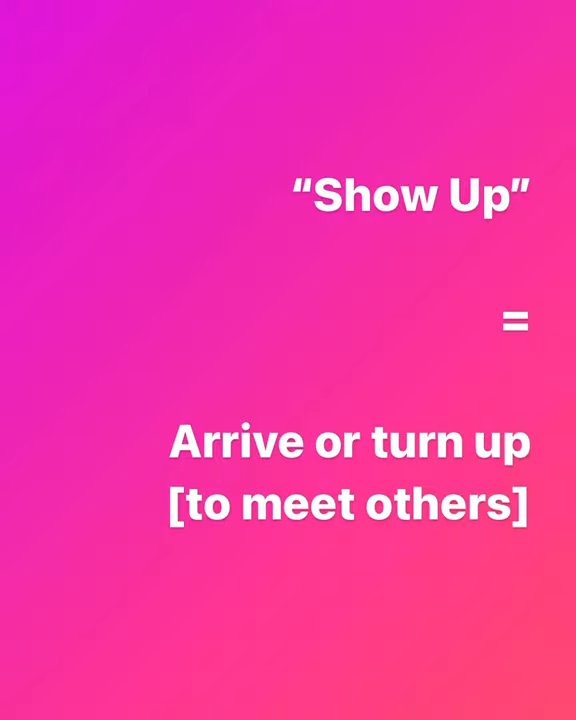 “Show Up”
=
Arrive or turn up
[to meet others]